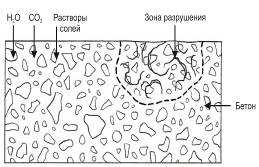 H₂O
CO₂
Растворы
солей
Зона разрушения
Бетон